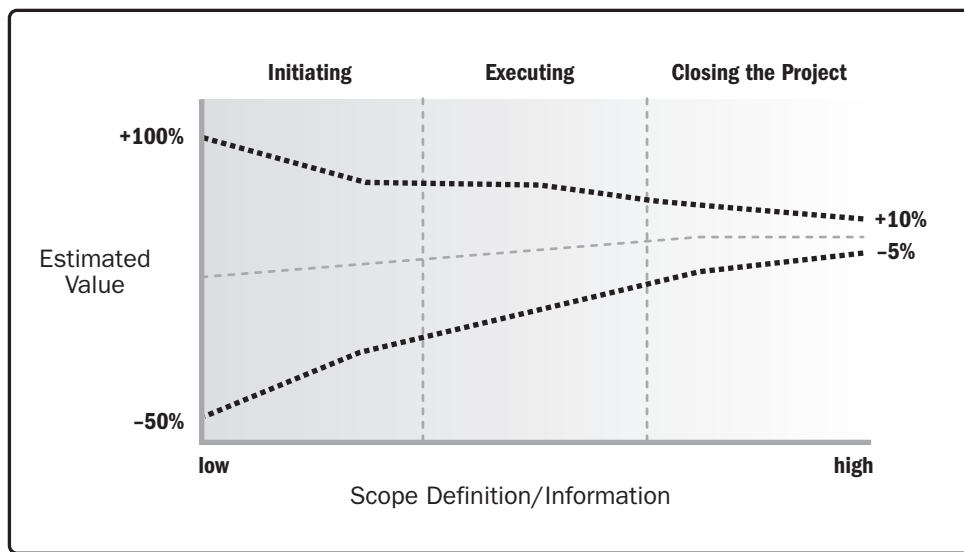 Initiating
Executing
Closing the Project
+100%
+10%
Estimated
Value
–5%
–50%
low
high
Scope Definition/Information